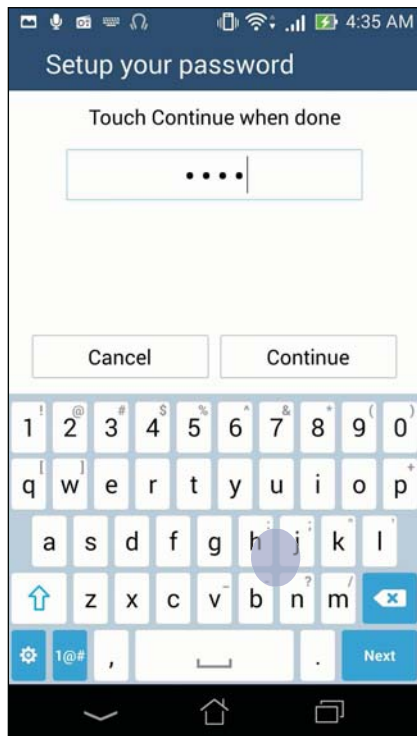 4:35 AM
Setup your password
Touch Continue when done
••••
Cancel Continue
! @ # $ % ^ & * ( )
1 2 3 4 5 6 7 8 9 0
[ ] +
q w e r t y u i o p
: ; " '
a s d f g h j k l
_ ? /
z x c v b n m
1@# , . Next